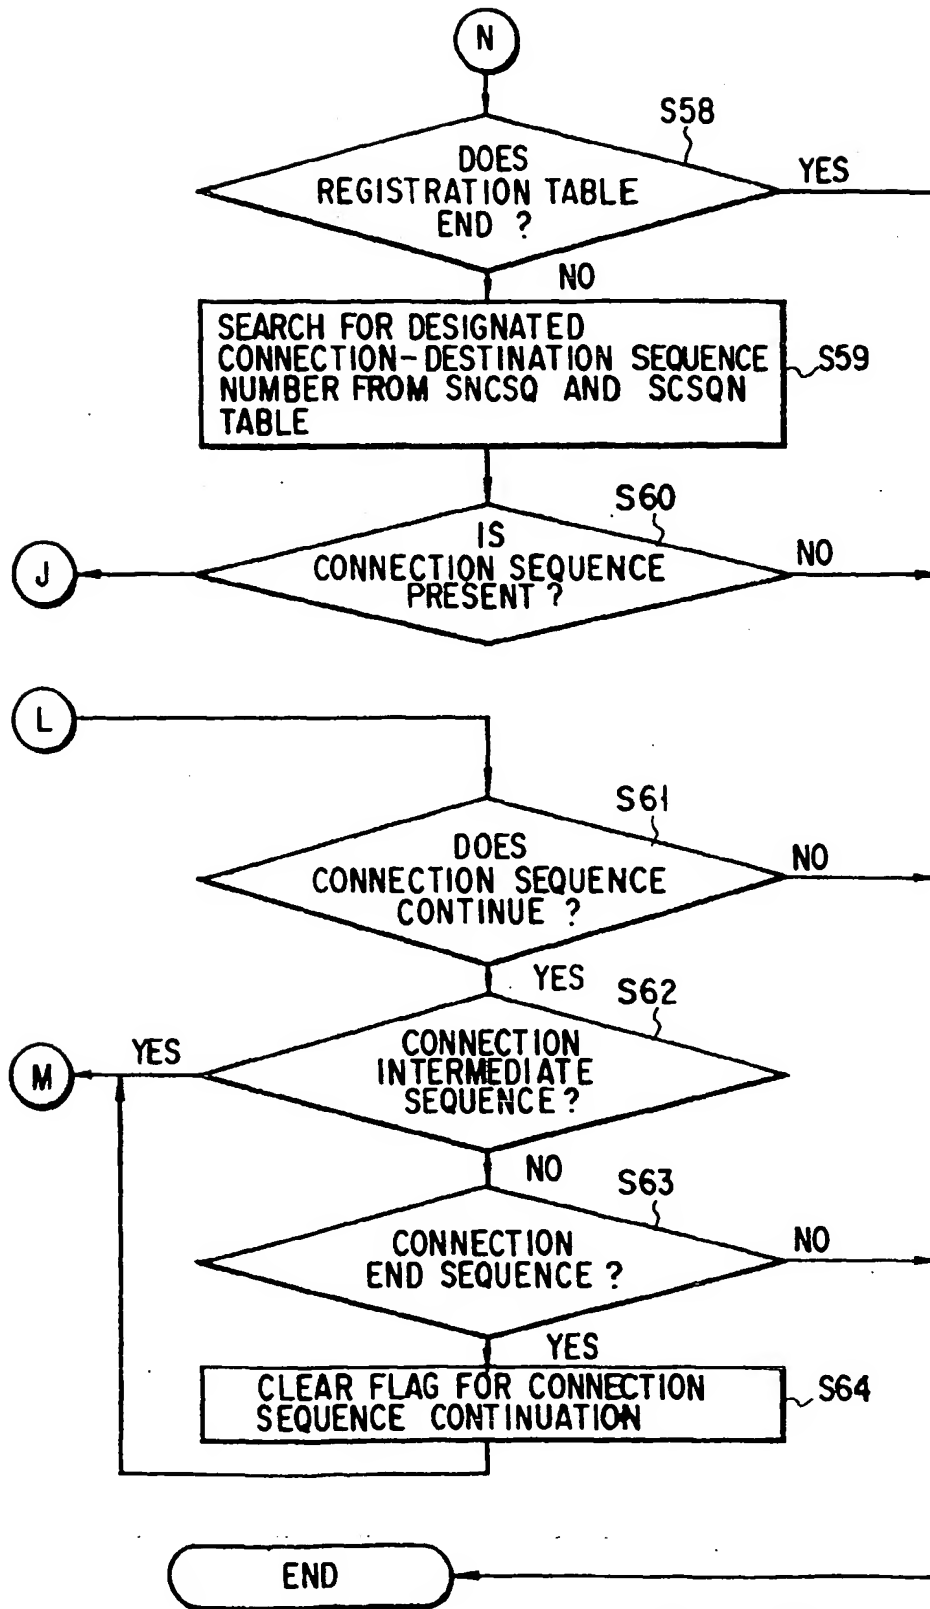 N
S58
DOES
REGISTRATION TABLE
END ?
YES
NO
SEARCH FOR DESIGNATED
CONNECTION-DESTINATION SEQUENCE
NUMBER FROM SNCSQ AND SCSQN
TABLE
S59
S60
IS
CONNECTION SEQUENCE
PRESENT ?
J
NO
L
S61
DOES
CONNECTION SEQUENCE
CONTINUE ?
NO
YES
S62
CONNECTION
INTERMEDIATE
SEQUENCE ?
M
YES
NO
S63
CONNECTION
END SEQUENCE ?
NO
YES
CLEAR FLAG FOR CONNECTION
SEQUENCE CONTINUATION
S64
END